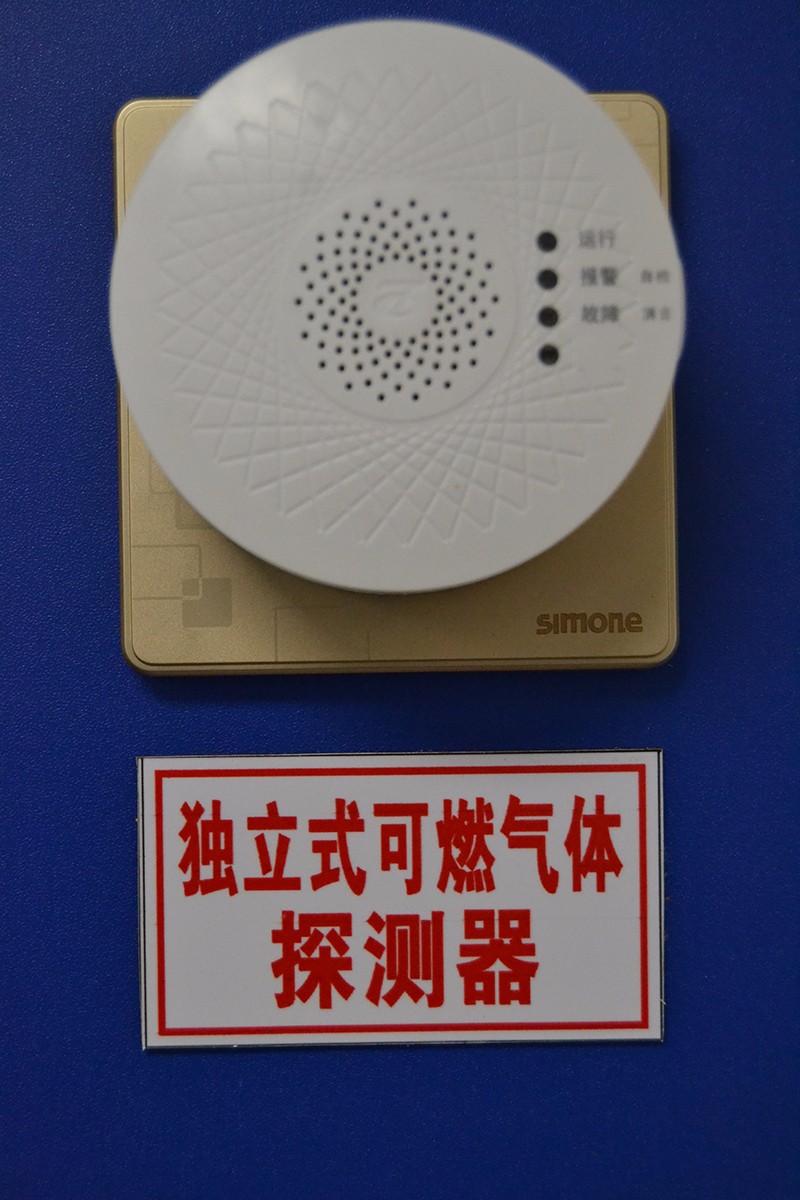 运行
报警 自检
故障 消音
simone
独立式可燃气体
探测器